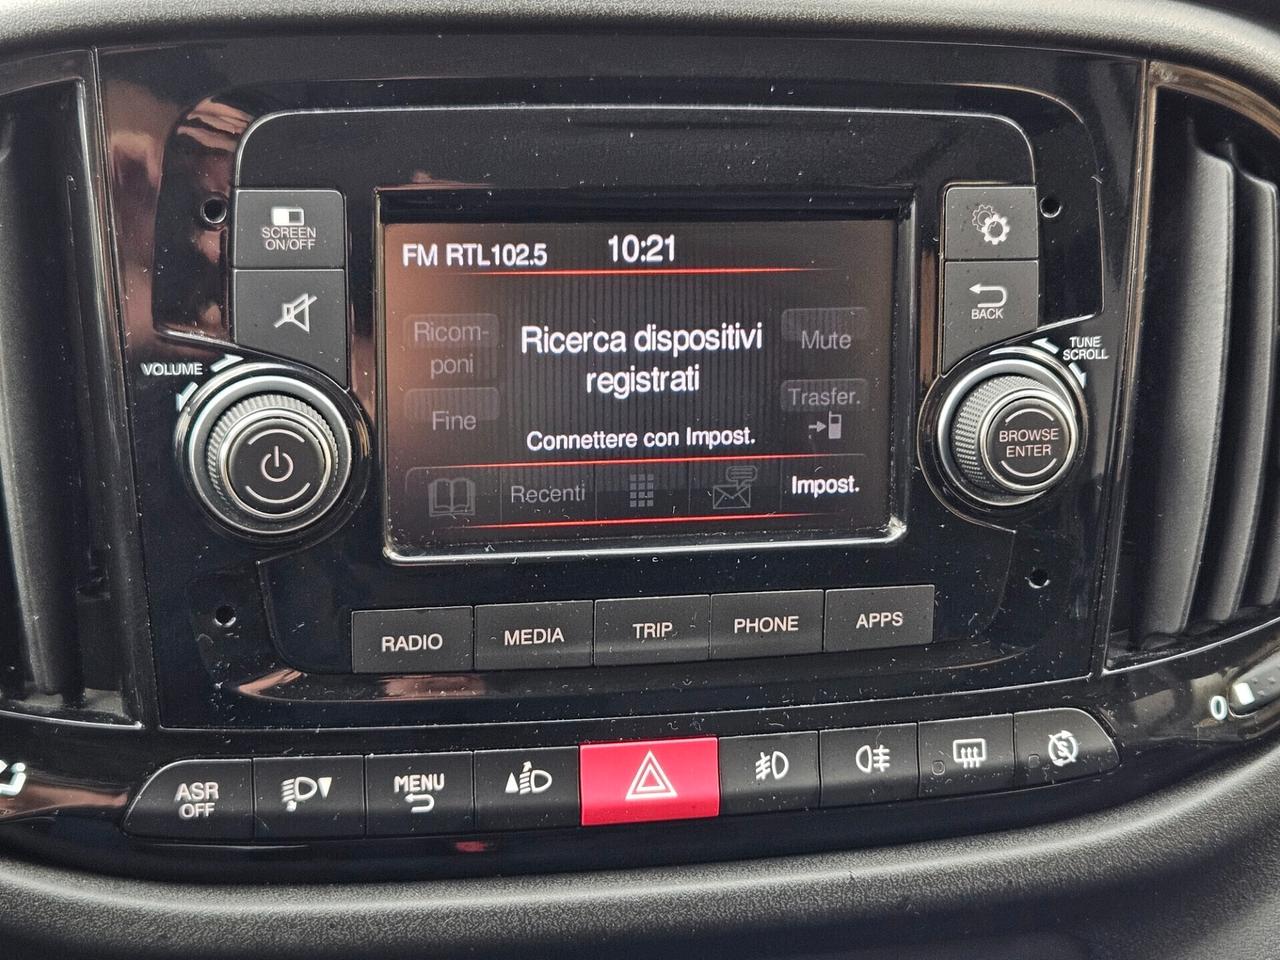 SCREEN
ON/OFF
VOLUME
FM RTL102.5 10:21
Ricom-
poni
Fine
Ricerca dispositivi
registrati
Connettere con Impost.
Mute
Trasfer.
Recenti
Impost.
BACK
TUNE
SCROLL
BROWSE
ENTER
RADIO MEDIA TRIP PHONE APPS
ASR
OFF
MENU
0